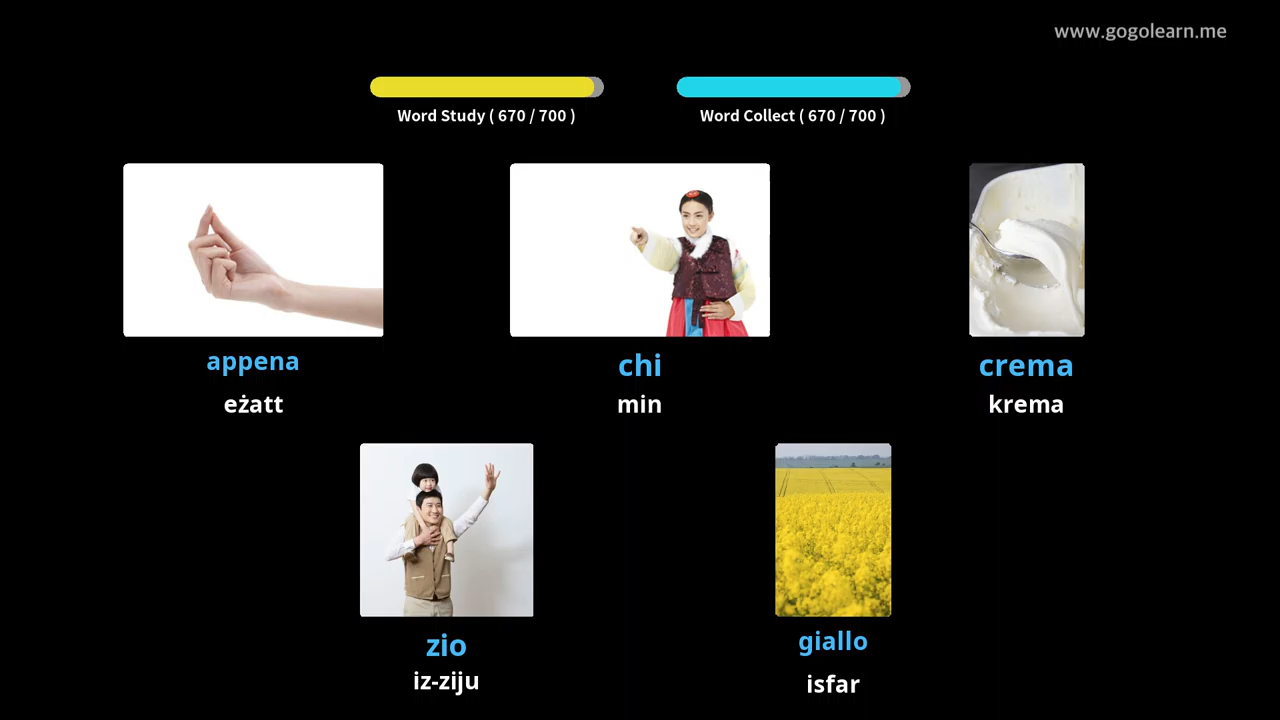 www.gogolearn.me
Word Study ( 670 / 700 )
Word Collect ( 670 / 700 )
appena
eżatt
chi
min
crema
krema
zio
iz-ziju
giallo
isfar